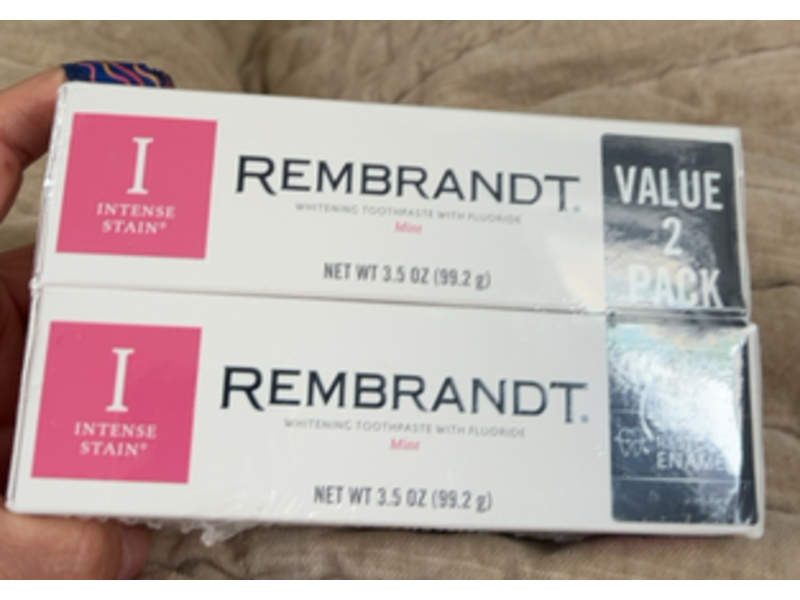 I
INTENSE
STAIN®
REMBRANDT®
WHITENING TOOTHPASTE WITH FLUORIDE
Mint
NET WT 3.5 OZ (99.2 g)
VALUE
2
PACK
I
INTENSE
STAIN®
REMBRANDT®
WHITENING TOOTHPASTE WITH FLUORIDE
Mint
NET WT 3.5 OZ (99.2 g)